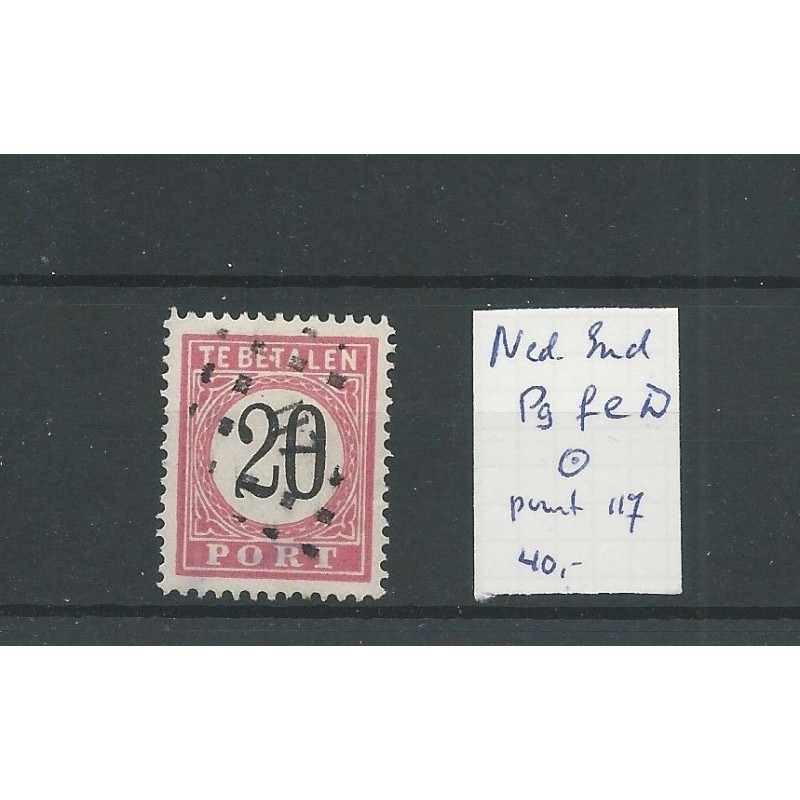 TE BETALEN
20
PORT
Ned. Ind
P9 f e D
punt 117
40,-